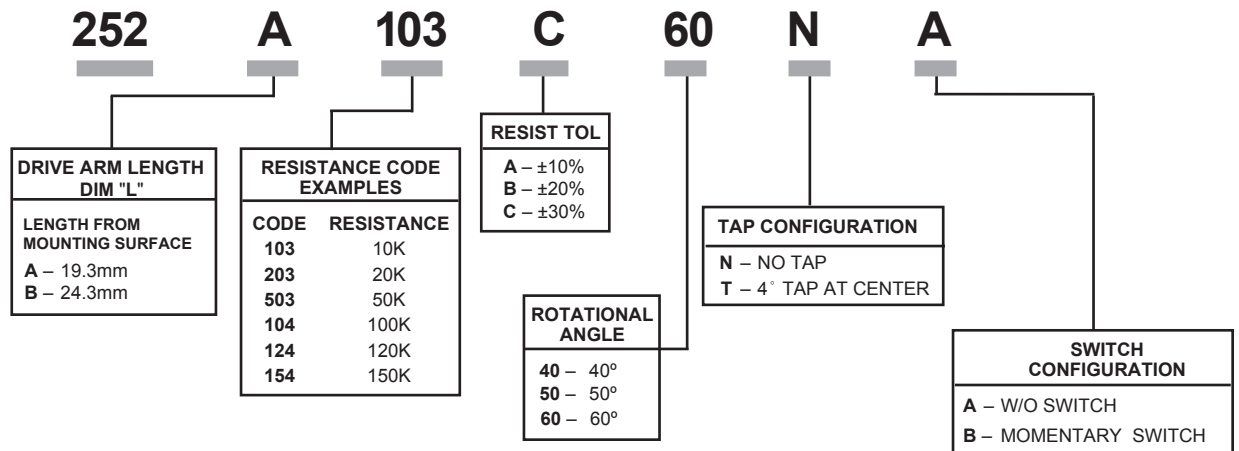 252 A 103 C 60 N A
DRIVE ARM LENGTH
DIM "L"
LENGTH FROM
MOUNTING SURFACE
A – 19.3mm
B – 24.3mm
RESISTANCE CODE
EXAMPLES
CODE RESISTANCE
103 10K
203 20K
503 50K
104 100K
124 120K
154 150K
RESIST TOL
A – ±10%
B – ±20%
C – ±30%
ROTATIONAL
ANGLE
40 – 40º
50 – 50º
60 – 60º
TAP CONFIGURATION
N – NO TAP
T – 4° TAP AT CENTER
SWITCH
CONFIGURATION
A – W/O SWITCH
B – MOMENTARY SWITCH